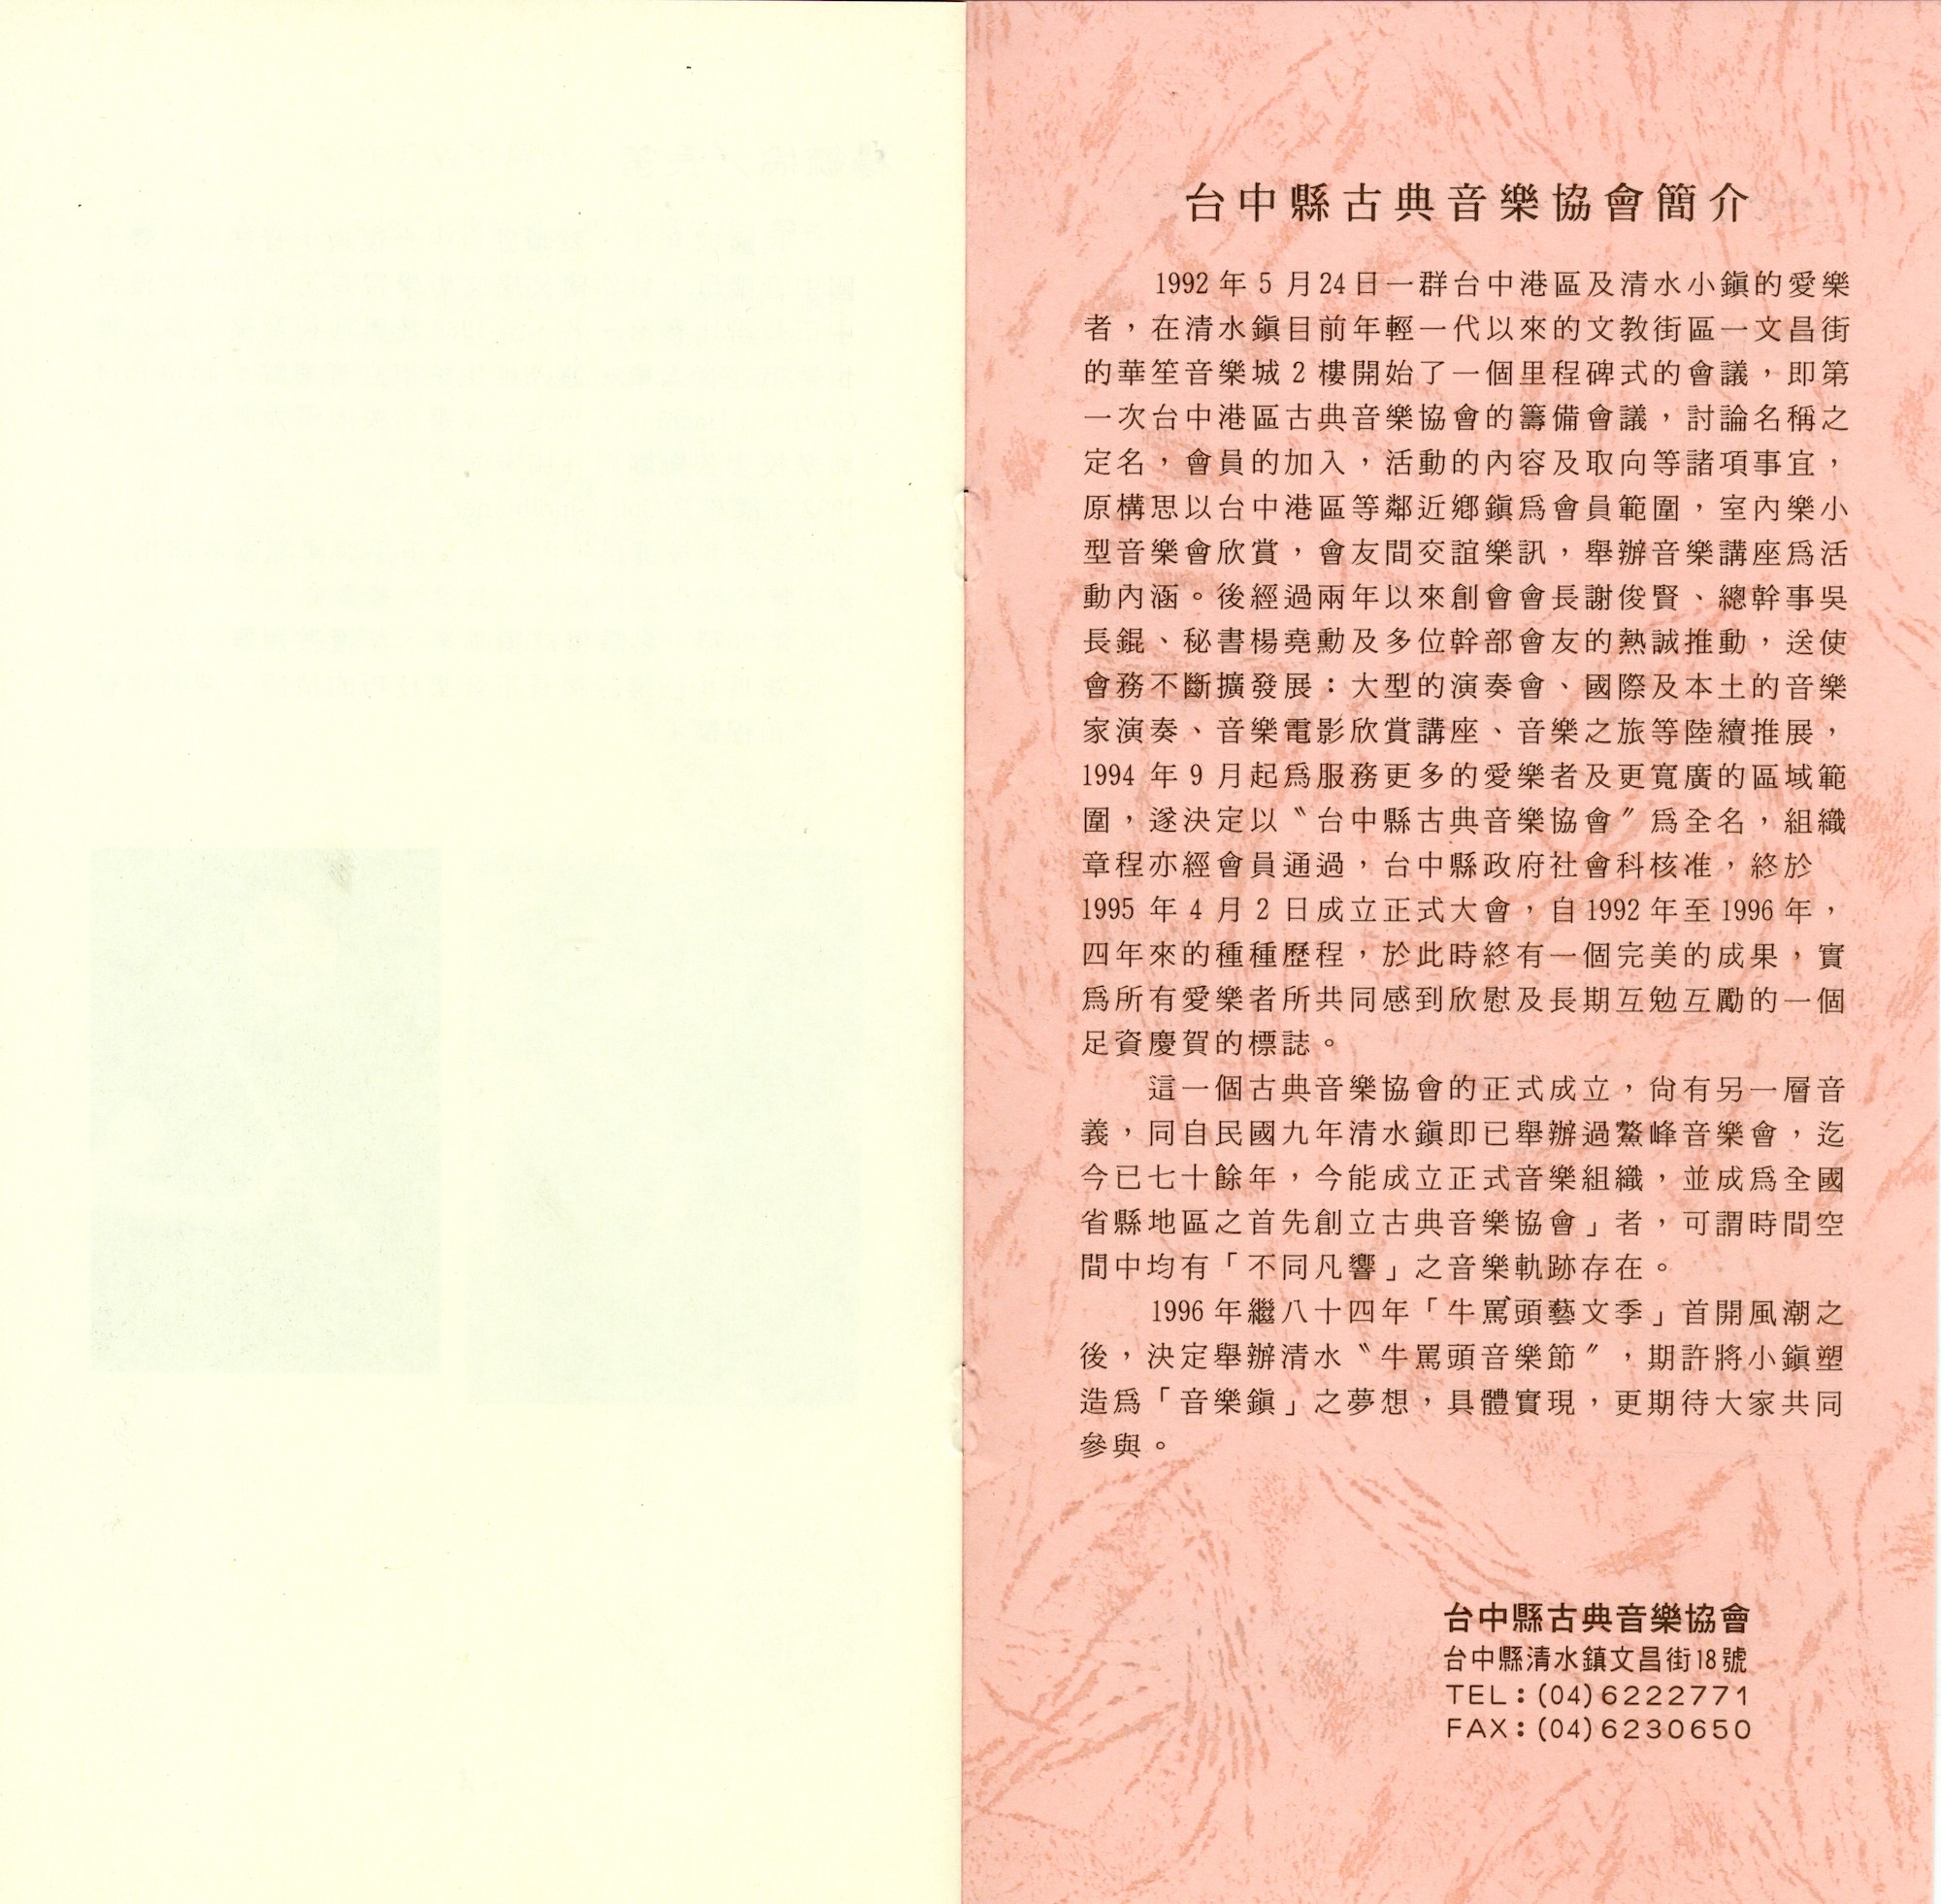 台中縣古典音樂協會簡介
1992年5月24日一群台中港區及清水小鎭的愛樂
者，在清水鎭目前年輕一代以來的文教街區一文昌街
的華笙音樂城2樓開始了一個里程碑式的會議，即第
一次台中港區古典音樂協會的籌備會議，討論名稱之
定名，會員的加入，活動的內容及取向等諸項事宜，
原構思以台中港區等鄰近鄉鎭爲會員範圍，室內樂小
型音樂會欣賞，會友間交誼樂訊，舉辦音樂講座爲活
動內涵。後經過兩年以來創會會長謝俊賢、總幹事吳
長錕、秘書楊堯勳及多位幹部會友的熱誠推動，送使
會務不斷擴發展：大型的演奏會、國際及本土的音樂
家演奏、音樂電影欣賞講座、音樂之旅等陸續推展，
1994年9月起爲服務更多的愛樂者及更寬廣的區域範
圍，遂決定以〝台中縣古典音樂協會〞爲全名，組織
章程亦經會員通過，台中縣政府社會科核准，終於
1995年4月2日成立正式大會，自1992年至1996年，
四年來的種種歷程，於此時終有一個完美的成果，實
爲所有愛樂者所共同感到欣慰及長期互勉互勵的一個
足資慶賀的標誌。
這一個古典音樂協會的正式成立，尙有另一層音
義，同自民國九年清水鎭即已舉辦過鰲峰音樂會，迄
今已七十餘年，今能成立正式音樂組織，並成爲全國
省縣地區之首先創立古典音樂協會」者，可謂時間空
間中均有「不同凡響」之音樂軌跡存在。
1996年繼八十四年「牛罵頭藝文季」首開風潮之
後，決定舉辦清水〝牛罵頭音樂節〞，期許將小鎭塑
造爲「音樂鎭」之夢想，具體實現，更期待大家共同
參與。
台中縣古典音樂協會
台中縣清水鎮文昌街18號
TEL：(04)6222771
FAX：(04)6230650